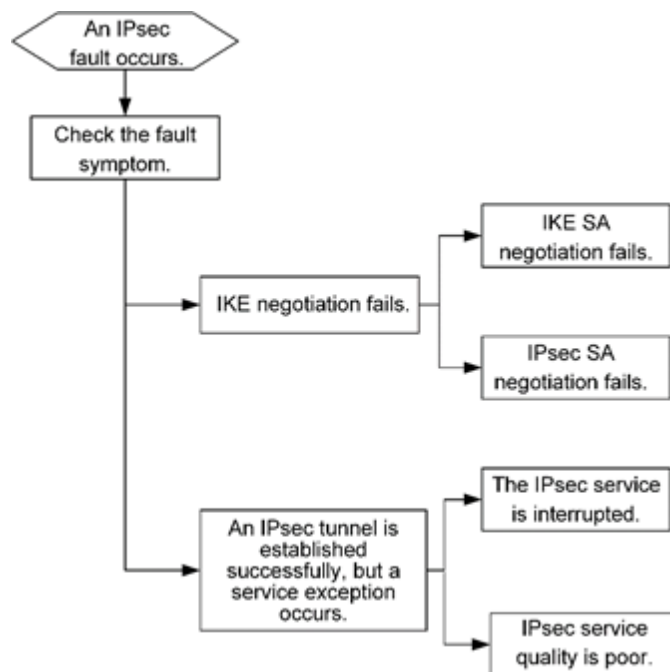 An IPsec
fault occurs.
Check the fault
symptom.
IKE SA
negotiation fails.
IKE negotiation fails.
IPsec SA
negotiation fails.
The IPsec service
is interrupted.
An IPsec tunnel is
established
successfully, but a
service exception
occurs.
IPsec service
quality is poor.